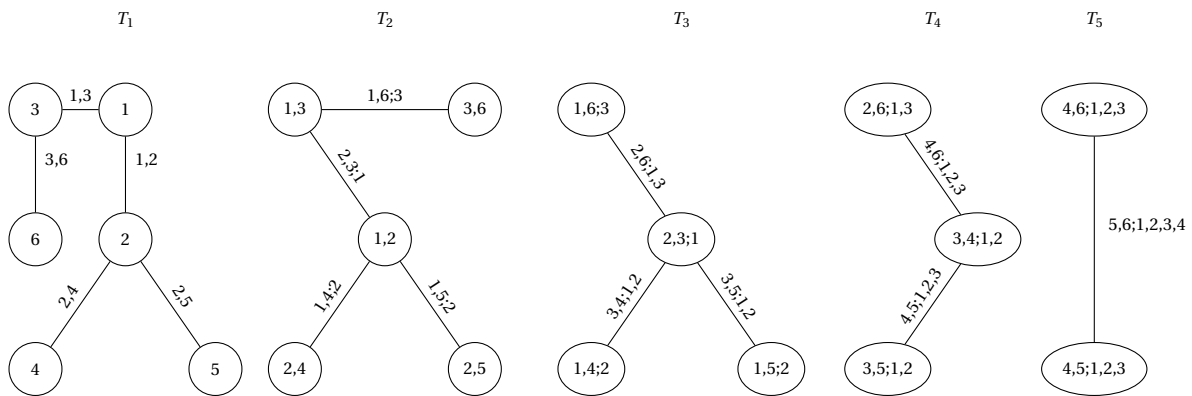 T1 T2 T3 T4 T5
3 1,3 1 1,3 1,6;3 3,6 1,6;3 2,6;1,3 4,6;1,2,3
3,6 1,2 2,3;1 2,6;1,3 4,6;1,2,3
5,6;1,2,3,4
6 2 1,2 2,3;1 3,4;1,2
2,4 2,5 1,4;2 1,5;2 3,4;1,2 3,5;1,2 4,5;1,2,3
4 5 2,4 2,5 1,4;2 1,5;2 3,5;1,2 4,5;1,2,3